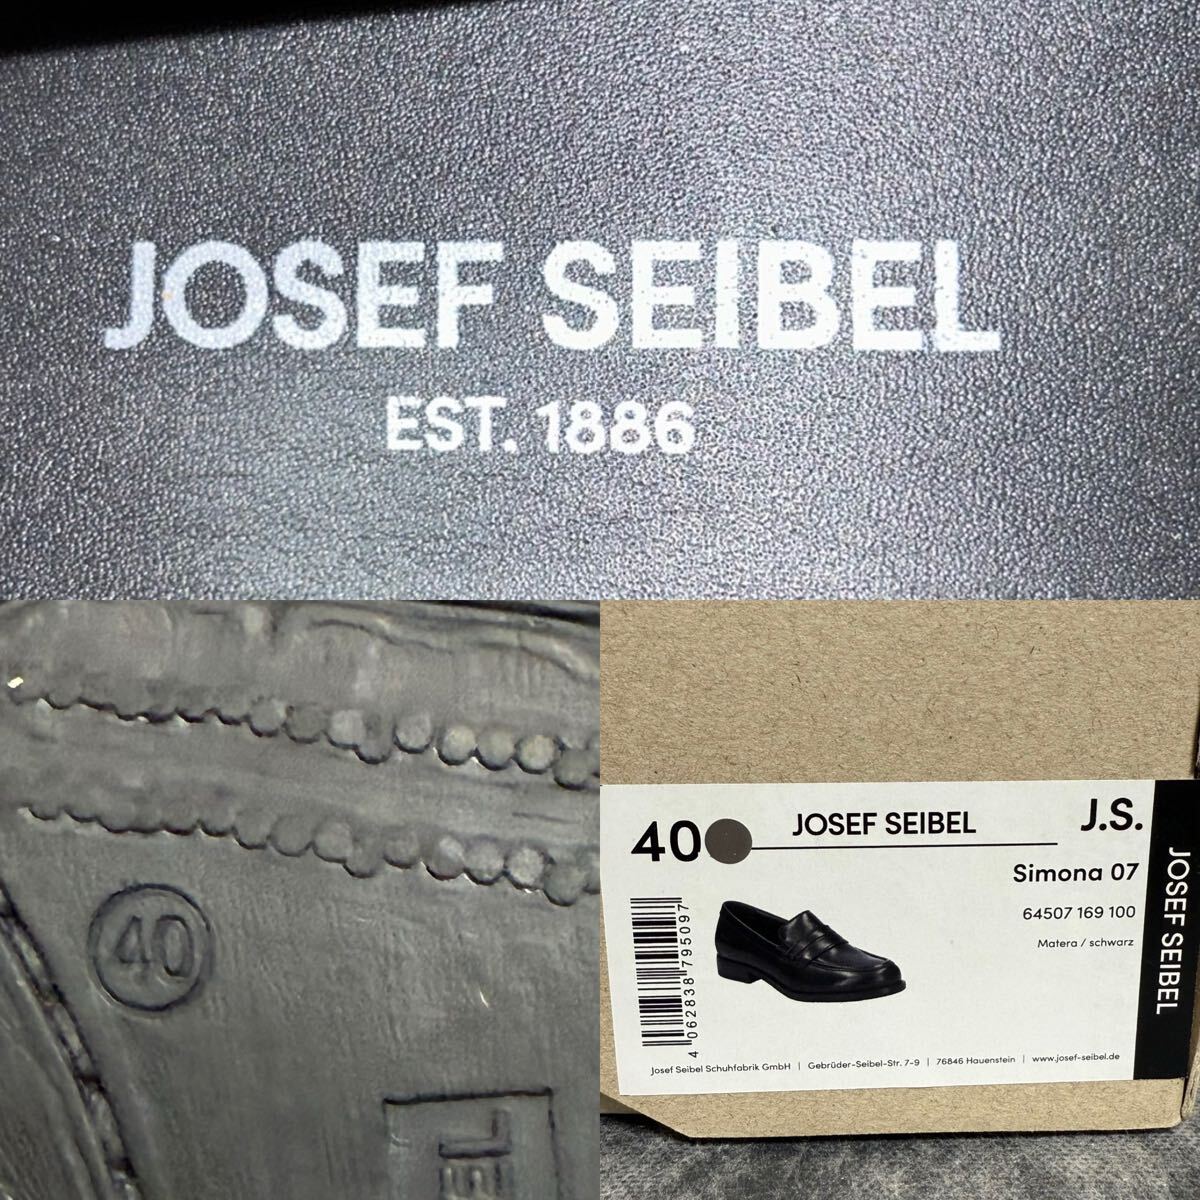 JOSEF SEIBEL
EST. 1886
40
40
JOSEF SEIBEL
J.S.
Simona 07
64507 169 100
Matera / schwarz
4 062838 795097
Josef Seibel Schuhfabrik GmbH | Gebrüder-Seibel-Str. 7-9 | 76846 Hauenstein | www.josef-seibel.de
JOSEF SEIBEL